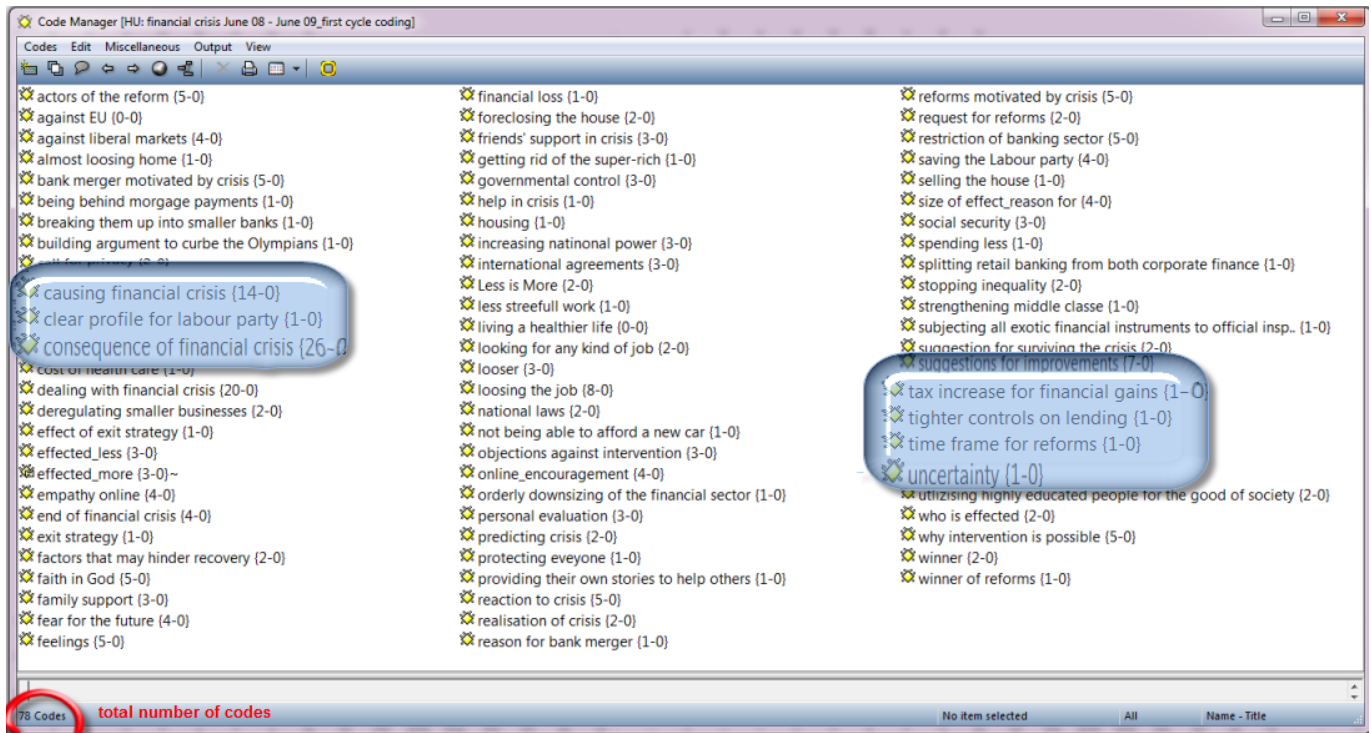 Code Manager [HU: financial crisis June 08 - June 09_first cycle coding]
Codes Edit Miscellaneous Output View
actors of the reform {5-0}
against EU {0-0}
against liberal markets {4-0}
almost loosing home {1-0}
bank merger motivated by crisis {5-0}
being behind morgage payments {1-0}
breaking them up into smaller banks {1-0}
building argument to curbe the Olympians {1-0}
call for privacy {2-0}
causing financial crisis {14-0}
clear profile for labour party {1-0}
consequence of financial crisis {26-0
cost of health care {1-0}
dealing with financial crisis {20-0}
deregulating smaller businesses {2-0}
effect of exit strategy {1-0}
effected_less {3-0}
effected_more {3-0}~
empathy online {4-0}
end of financial crisis {4-0}
exit strategy {1-0}
factors that may hinder recovery {2-0}
faith in God {5-0}
family support {3-0}
fear for the future {4-0}
feelings {5-0}
financial loss {1-0}
foreclosing the house {2-0}
friends' support in crisis {3-0}
getting rid of the super-rich {1-0}
governmental control {3-0}
help in crisis {1-0}
housing {1-0}
increasing natinonal power {3-0}
international agreements {3-0}
Less is More {2-0}
less streefull work {1-0}
living a healthier life {0-0}
looking for any kind of job {2-0}
looser {3-0}
loosing the job {8-0}
national laws {2-0}
not being able to afford a new car {1-0}
objections against intervention {3-0}
online_encouragement {4-0}
orderly downsizing of the financial sector {1-0}
personal evaluation {3-0}
predicting crisis {2-0}
protecting eveyone {1-0}
providing their own stories to help others {1-0}
reaction to crisis {5-0}
realisation of crisis {2-0}
reason for bank merger {1-0}
reforms motivated by crisis {5-0}
request for reforms {2-0}
restriction of banking sector {5-0}
saving the Labour party {4-0}
selling the house {1-0}
size of effect_reason for {4-0}
social security {3-0}
spending less {1-0}
splitting retail banking from both corporate finance {1-0}
stopping inequality {2-0}
strengthening middle classe {1-0}
subjecting all exotic financial instruments to official insp.. {1-0}
suggestion for surviving the crisis {2-0}
suggestions for improvements {7-0}
tax increase for financial gains {1-0}
tighter controls on lending {1-0}
time frame for reforms {1-0}
uncertainty {1-0}
utlizising highly educated people for the good of society {2-0}
who is effected {2-0}
why intervention is possible {5-0}
winner {2-0}
winner of reforms {1-0}
78 Codes total number of codes No item selected All Name - Title